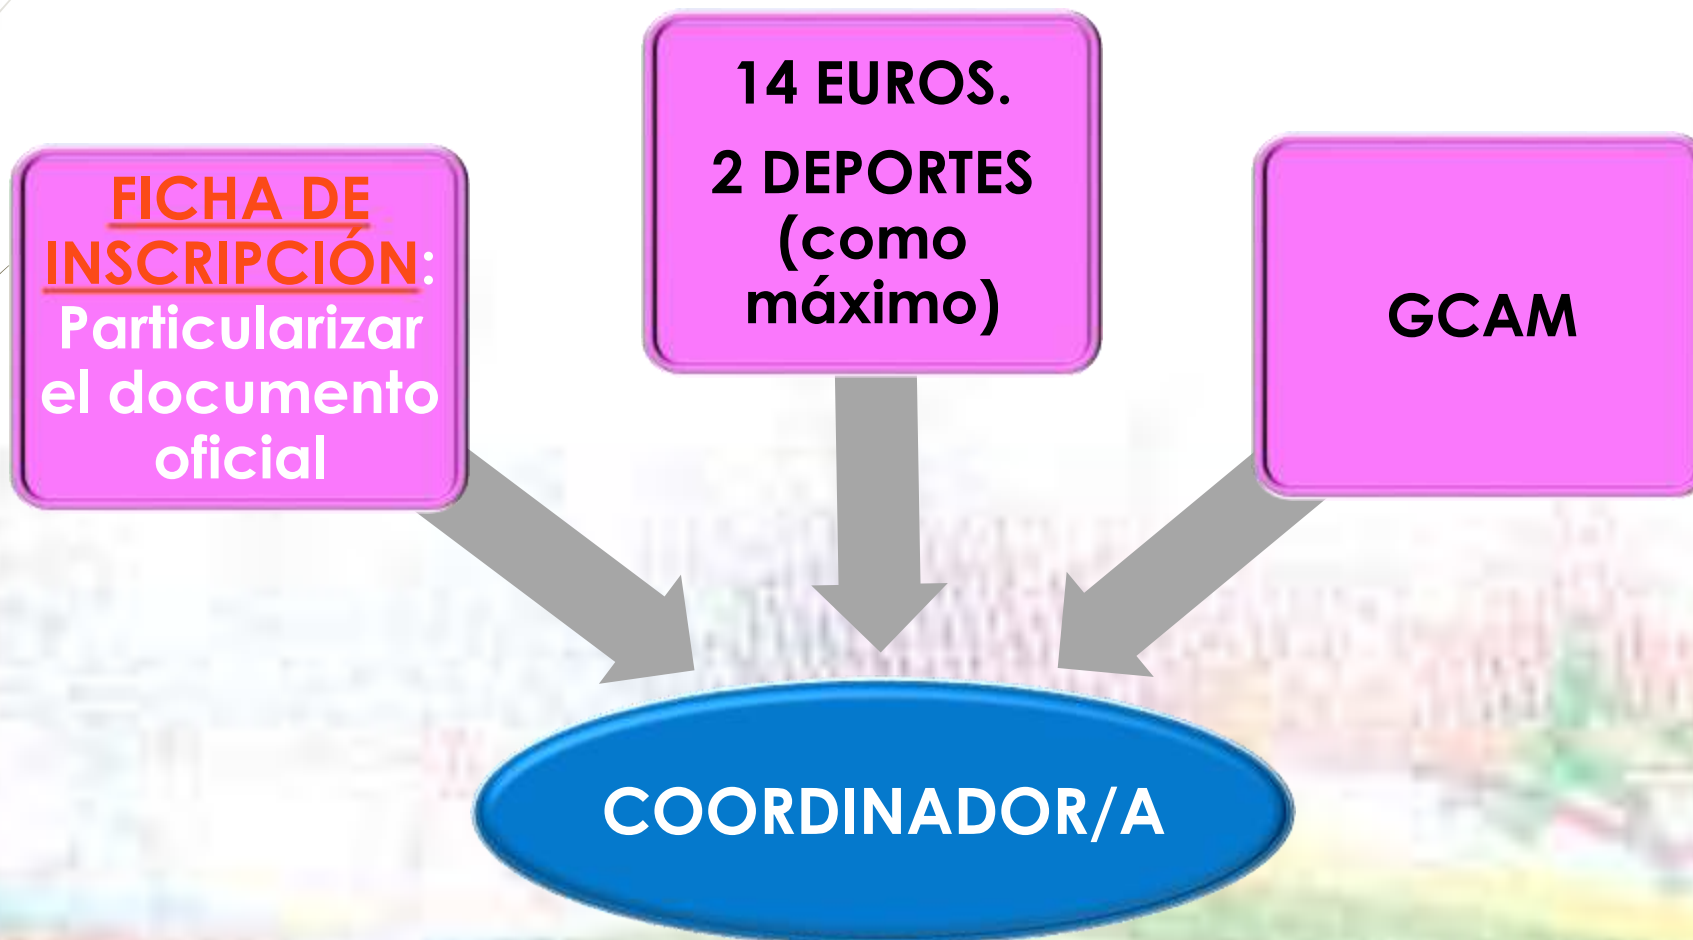 FICHA DE
INSCRIPCIÓN:
Particularizar
el documento
oficial
14 EUROS.
2 DEPORTES
(como
máximo)
GCAM
COORDINADOR/A